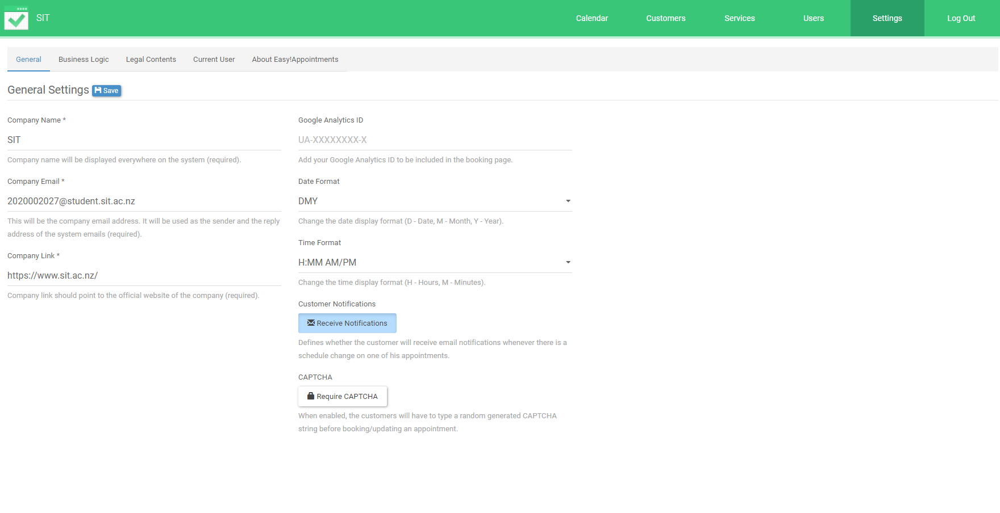 SIT
Calendar
Customers
Services
Users
Settings
Log Out
General
Business Logic
Legal Contents
Current User
About Easy!Appointments
General Settings
Save
Company Name *
SIT
Company name will be displayed everywhere on the system (required).
Company Email *
2020002027@student.sit.ac.nz
This will be the company email address. It will be used as the sender and the reply
address of the system emails (required).
Company Link *
https://www.sit.ac.nz/
Company link should point to the official website of the company (required).
Google Analytics ID
UA-XXXXXXXX-X
Add your Google Analytics ID to be included in the booking page.
Date Format
DMY
Change the date display format (D - Date, M - Month, Y - Year).
Time Format
H:MM AM/PM
Change the time display format (H - Hours, M - Minutes).
Customer Notifications
Receive Notifications
Defines whether the customer will receive email notifications whenever there is a
schedule change on one of his appointments.
CAPTCHA
Require CAPTCHA
When enabled, the customers will have to type a random generated CAPTCHA
string before booking/updating an appointment.